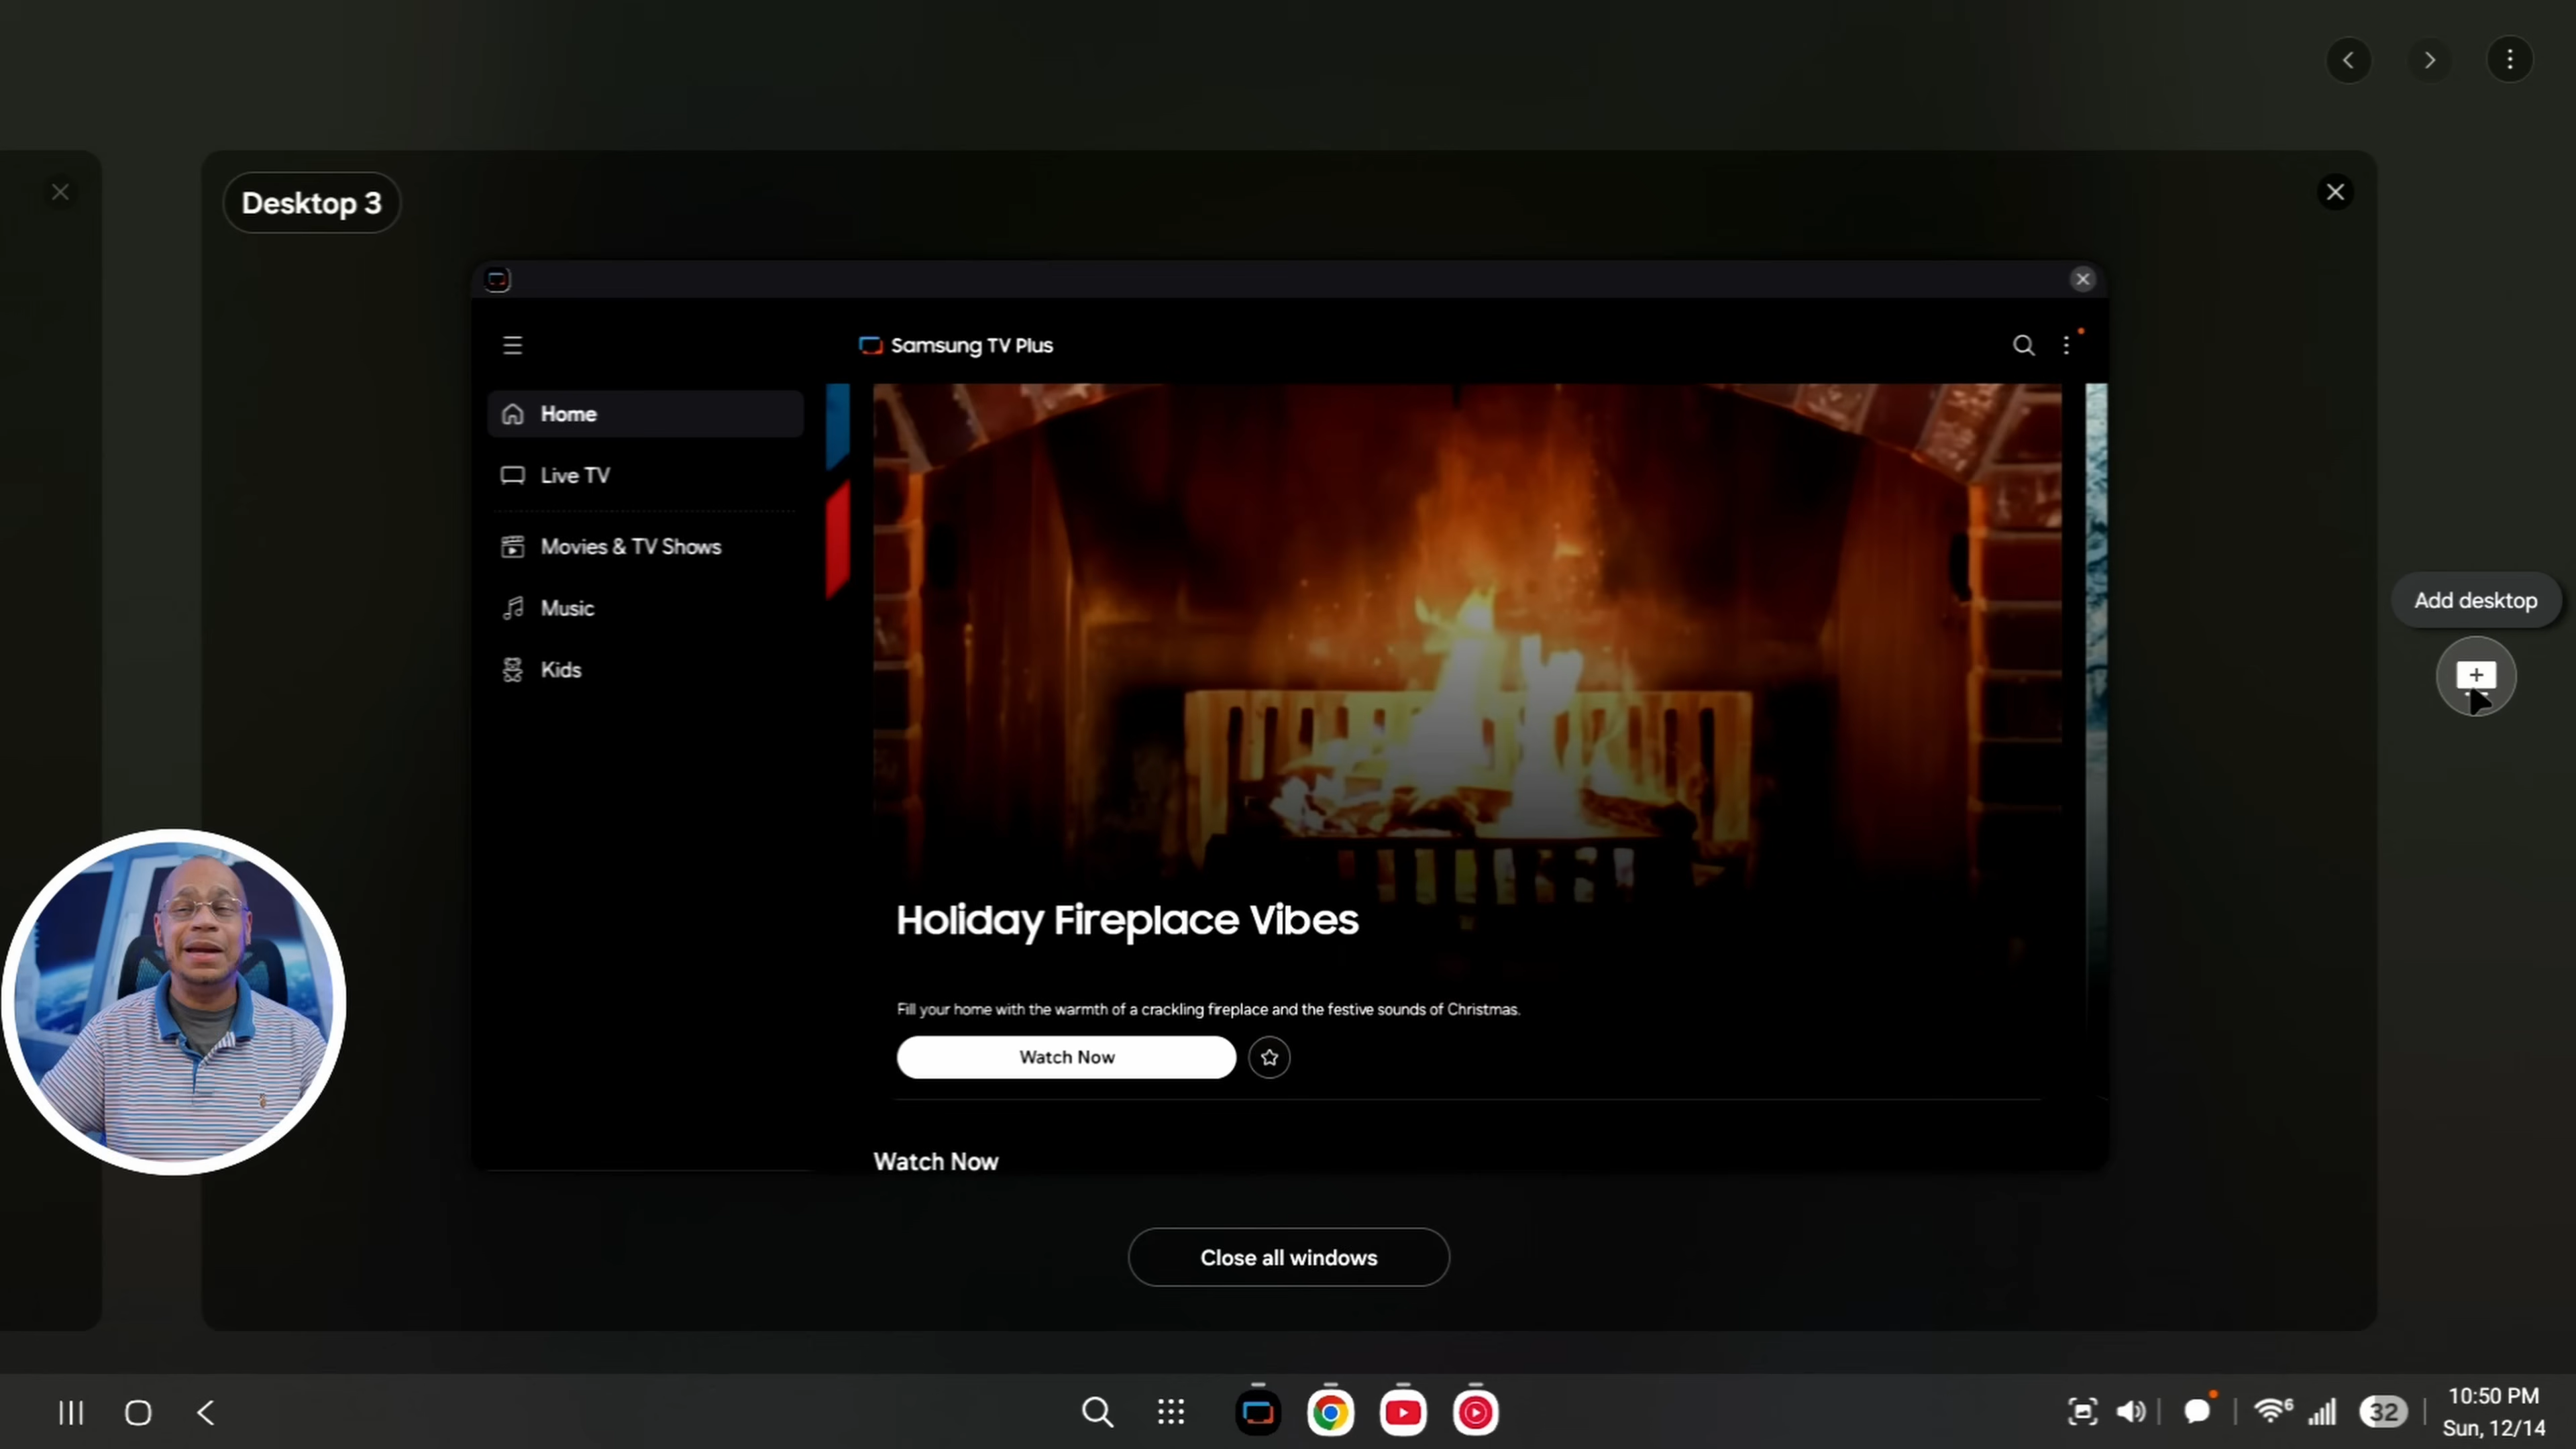 Desktop 3
Samsung TV Plus
Home
Live TV
Movies & TV Shows
Music
Kids
Add desktop
Holiday Fireplace Vibes
Fill your home with the warmth of a crackling fireplace and the festive sounds of Christmas.
Watch Now
Watch Now
Close all windows
6
32
10:50 PM
Sun, 12/14